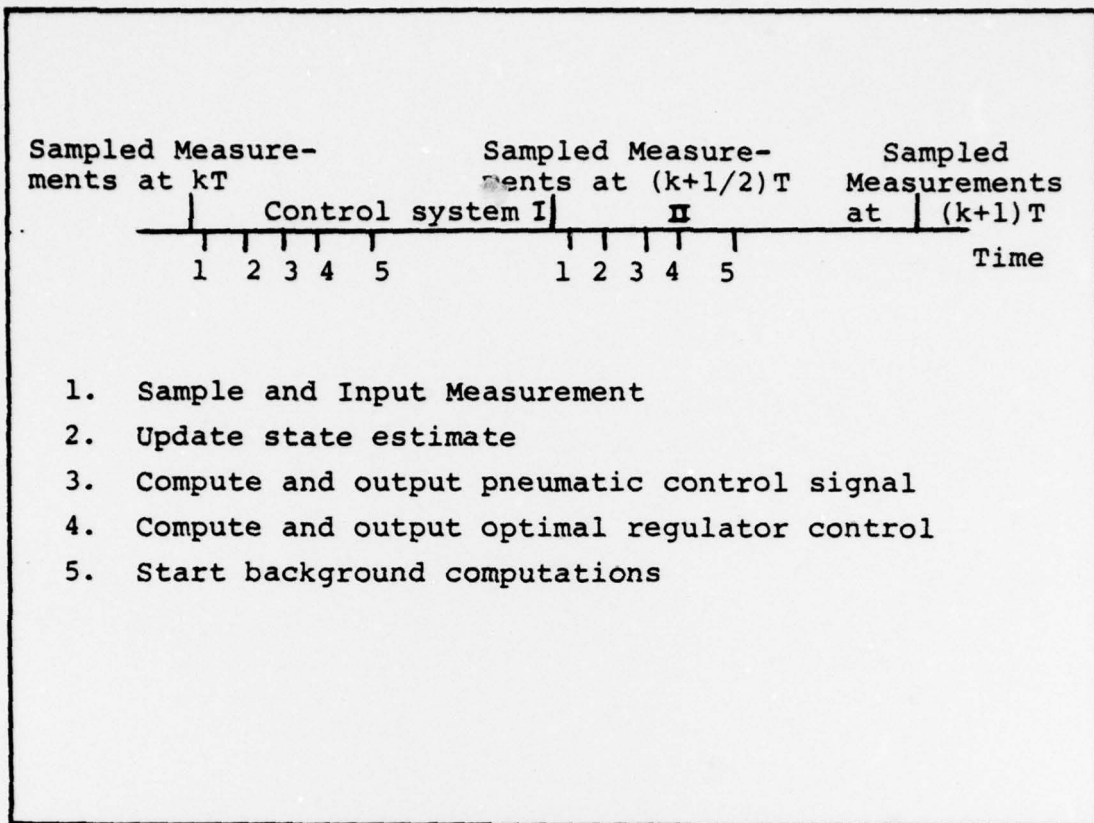 Sampled Measure-
ments at kT
Sampled Measure-
ments at (k+1/2)T
Sampled
Measurements
at (k+1)T
Control system I
II
Time
1 2 3 4 5 1 2 3 4 5
1. Sample and Input Measurement
2. Update state estimate
3. Compute and output pneumatic control signal
4. Compute and output optimal regulator control
5. Start background computations